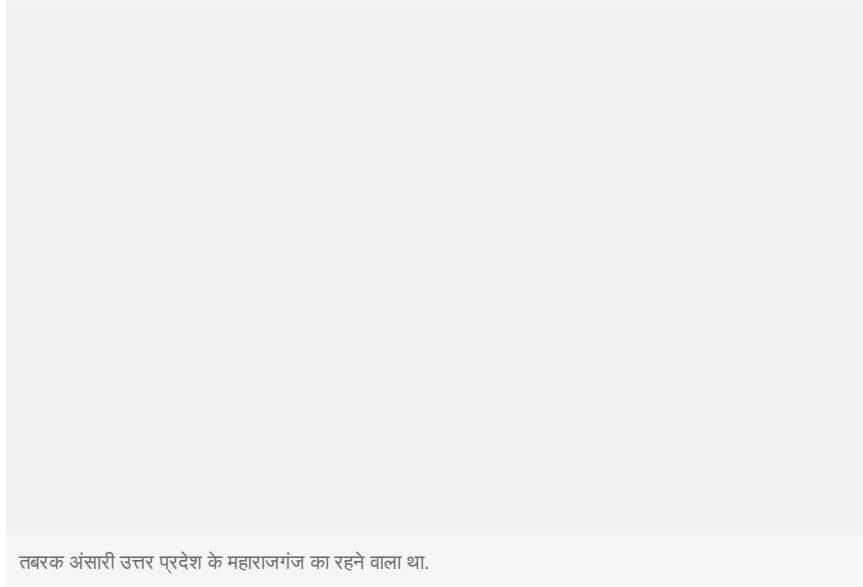 तबरक अंसारी उत्तर प्रदेश के महाराजगंज का रहने वाला था.